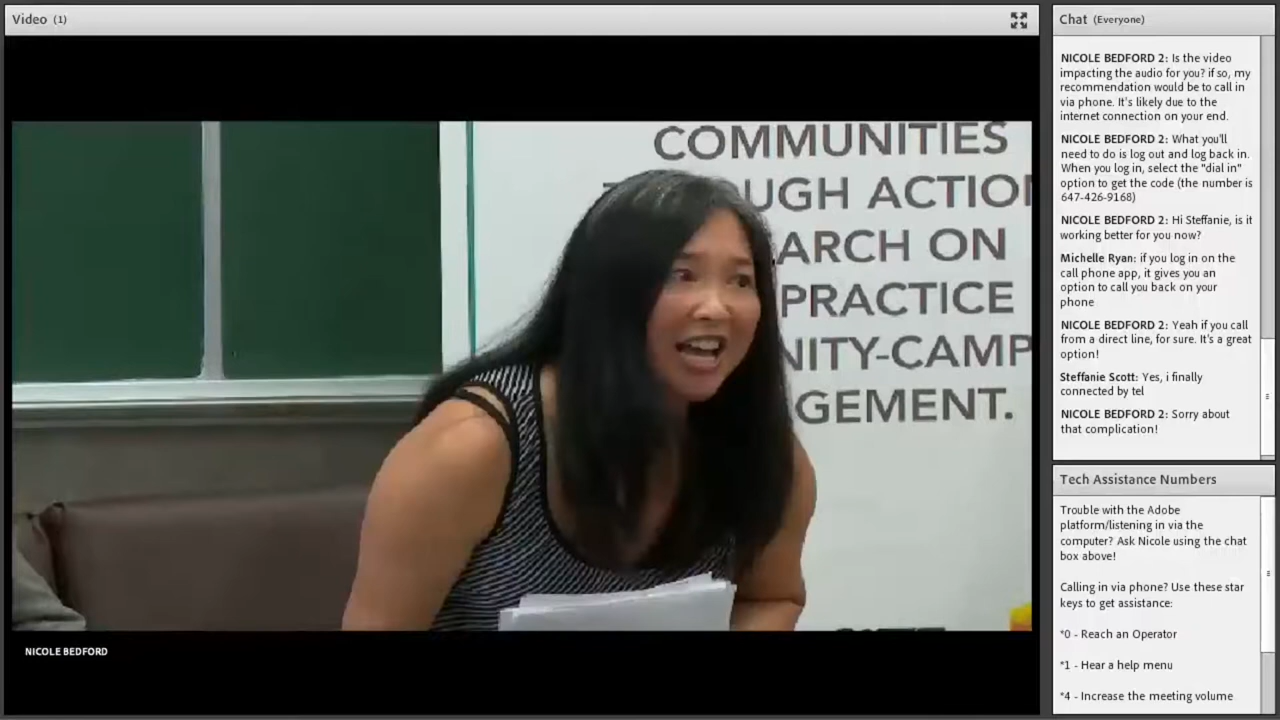 Video (1)
COMMUNITIES
UGH ACTION
ARCH ON
PRACTICE
NITY-CAMP
GEMENT.
NICOLE BEDFORD
Chat (Everyone)
NICOLE BEDFORD 2: Is the video
impacting the audio for you? if so, my
recommendation would be to call in
via phone. It's likely due to the
internet connection on your end.
NICOLE BEDFORD 2: What you'll
need to do is log out and log back in.
When you log in, select the "dial in"
option to get the code (the number is
647-426-9168)
NICOLE BEDFORD 2: Hi Steffanie, is it
working better for you now?
Michelle Ryan: if you log in on the
call phone app, it gives you an
option to call you back on your
phone
NICOLE BEDFORD 2: Yeah if you call
from a direct line, for sure. It's a great
option!
Steffanie Scott: Yes, i finally
connected by tel
NICOLE BEDFORD 2: Sorry about
that complication!
Tech Assistance Numbers
Trouble with the Adobe
platform/listening in via the
computer? Ask Nicole using the chat
box above!
Calling in via phone? Use these star
keys to get assistance:
*0 - Reach an Operator
*1 - Hear a help menu
*4 - Increase the meeting volume